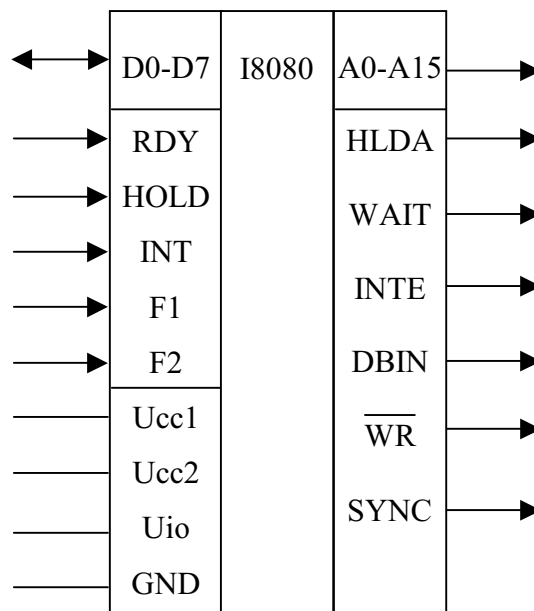 D0-D7 I8080 A0-A15
RDY
HOLD
INT
F1
F2
Ucc1
Ucc2
Uio
GND
HLDA
WAIT
INTE
DBIN
W̅R̅
SYNC